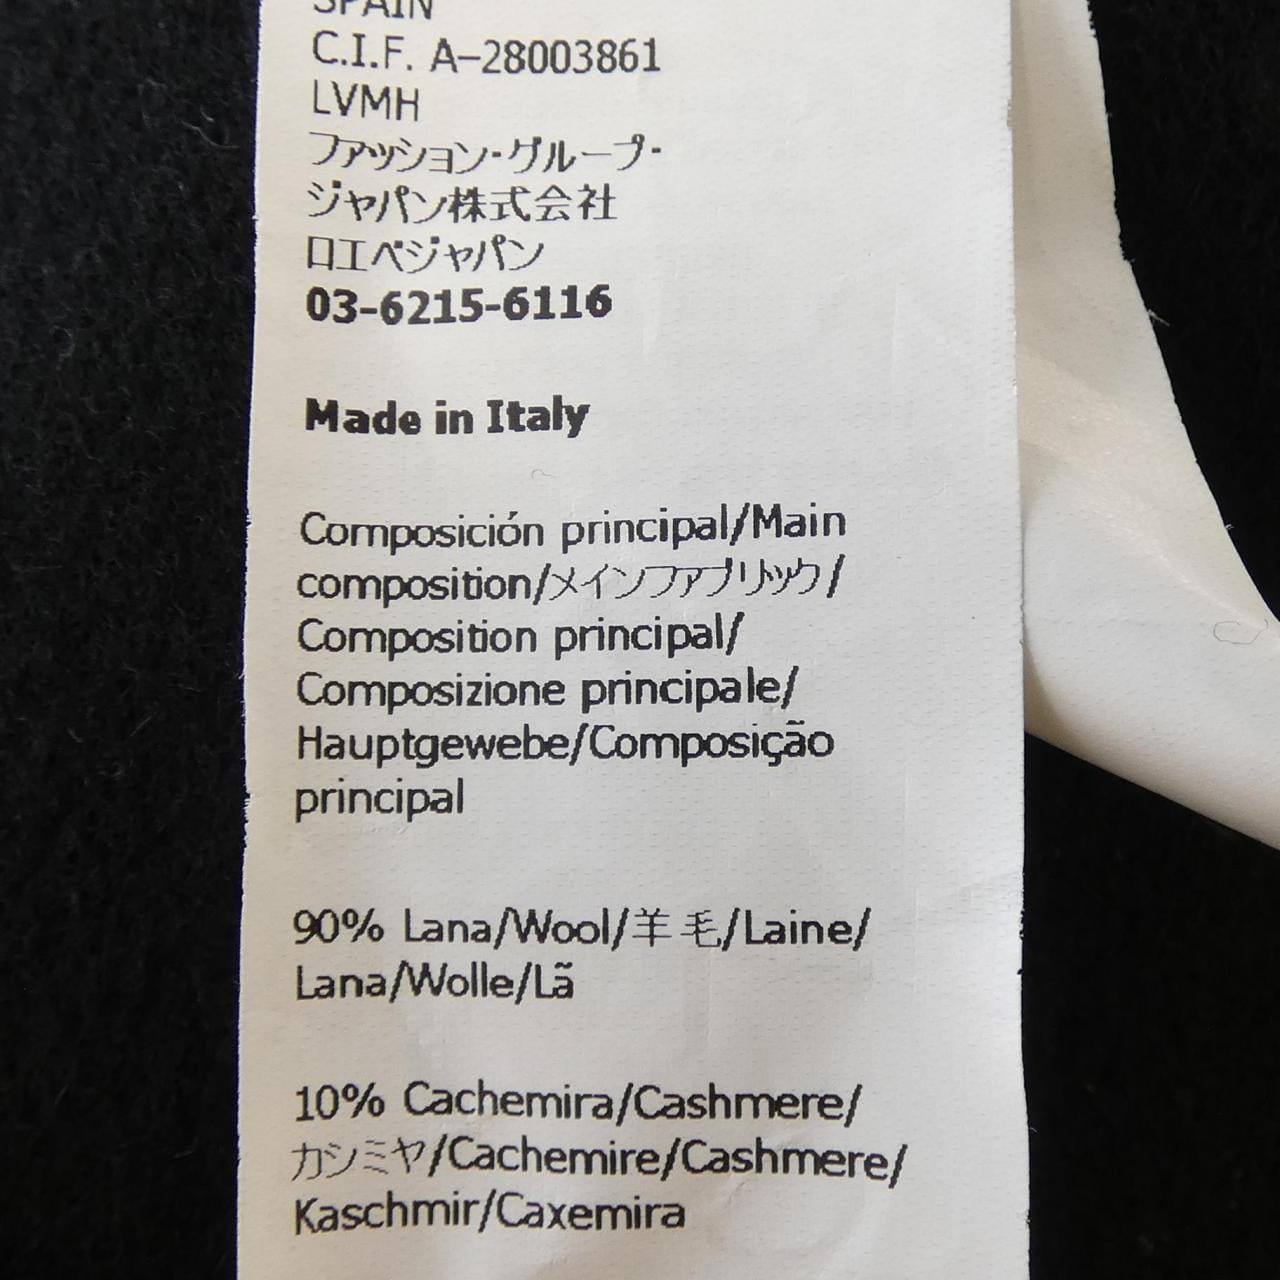 SPAIN
C.I.F. A-28003861
LVMH
ファッション・グループ・
ジャパン株式会社
ロエベジャパン
03-6215-6116
Made in Italy
Composición principal/Main
composition/メインファブリック/
Composition principal/
Composizione principale/
Hauptgewebe/Composição
principal
90% Lana/Wool/羊毛/Laine/
Lana/Wolle/Lã
10% Cachemira/Cashmere/
カシミヤ/Cachemire/Cashmere/
Kaschmir/Caxemira